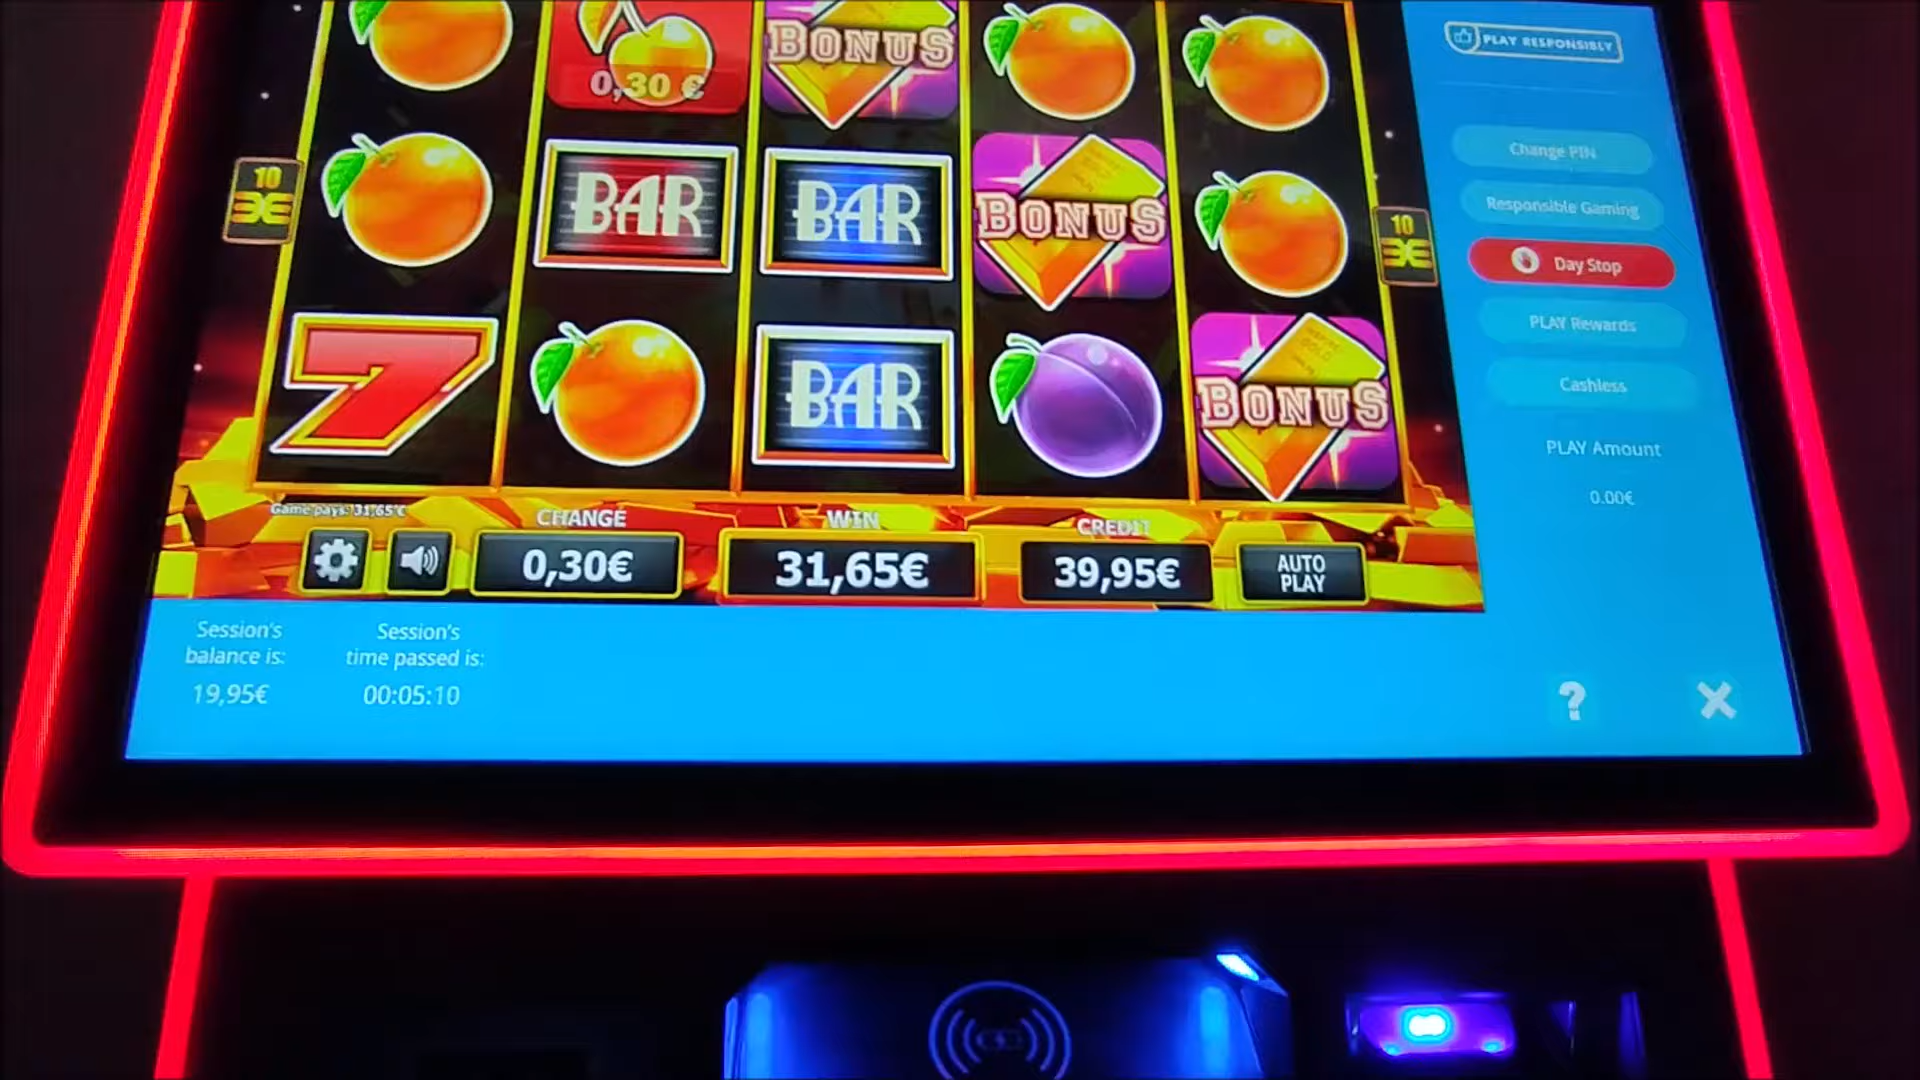 BONUS
0,30 €
PLAY RESPONSIBLY
Change PIN
Responsible Gaming
Day Stop
PLAY Rewards
Cashless
PLAY Amount
0.00€
10
BAR
BAR
BONUS
10
BAR
BONUS
Game pays: 31,65 €
CHANGE
WIN
CREDIT
0,30€
31,65€
39,95€
AUTO
PLAY
Session's
balance is:
19,95€
Session's
time passed is:
00:05:10
?